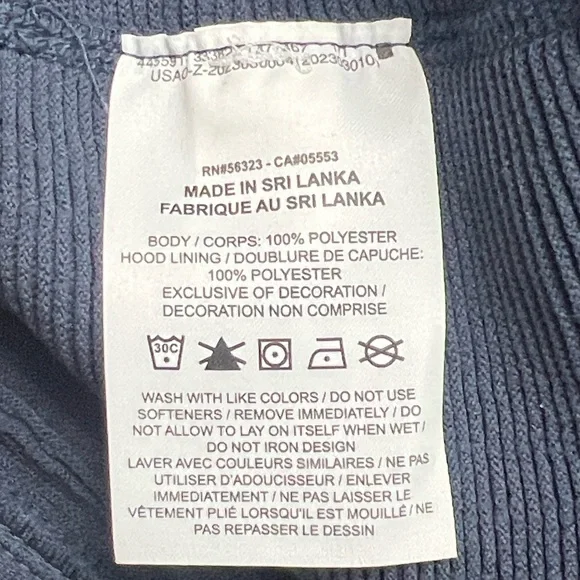 RN#56323 - CA#05553
MADE IN SRI LANKA
FABRIQUE AU SRI LANKA
BODY / CORPS: 100% POLYESTER
HOOD LINING / DOUBLURE DE CAPUCHE:
100% POLYESTER
EXCLUSIVE OF DECORATION /
DECORATION NON COMPRISE
30C
WASH WITH LIKE COLORS / DO NOT USE
SOFTENERS / REMOVE IMMEDIATELY / DO
NOT ALLOW TO LAY ON ITSELF WHEN WET /
DO NOT IRON DESIGN
LAVER AVEC COULEURS SIMILAIRES / NE PAS
UTILISER D'ADOUCISSEUR / ENLEVER
IMMEDIATEMENT / NE PAS LAISSER LE
VÊTEMENT PLIÉ LORSQU'IL EST MOUILLÉ / NE
PAS REPASSER LE DESSIN